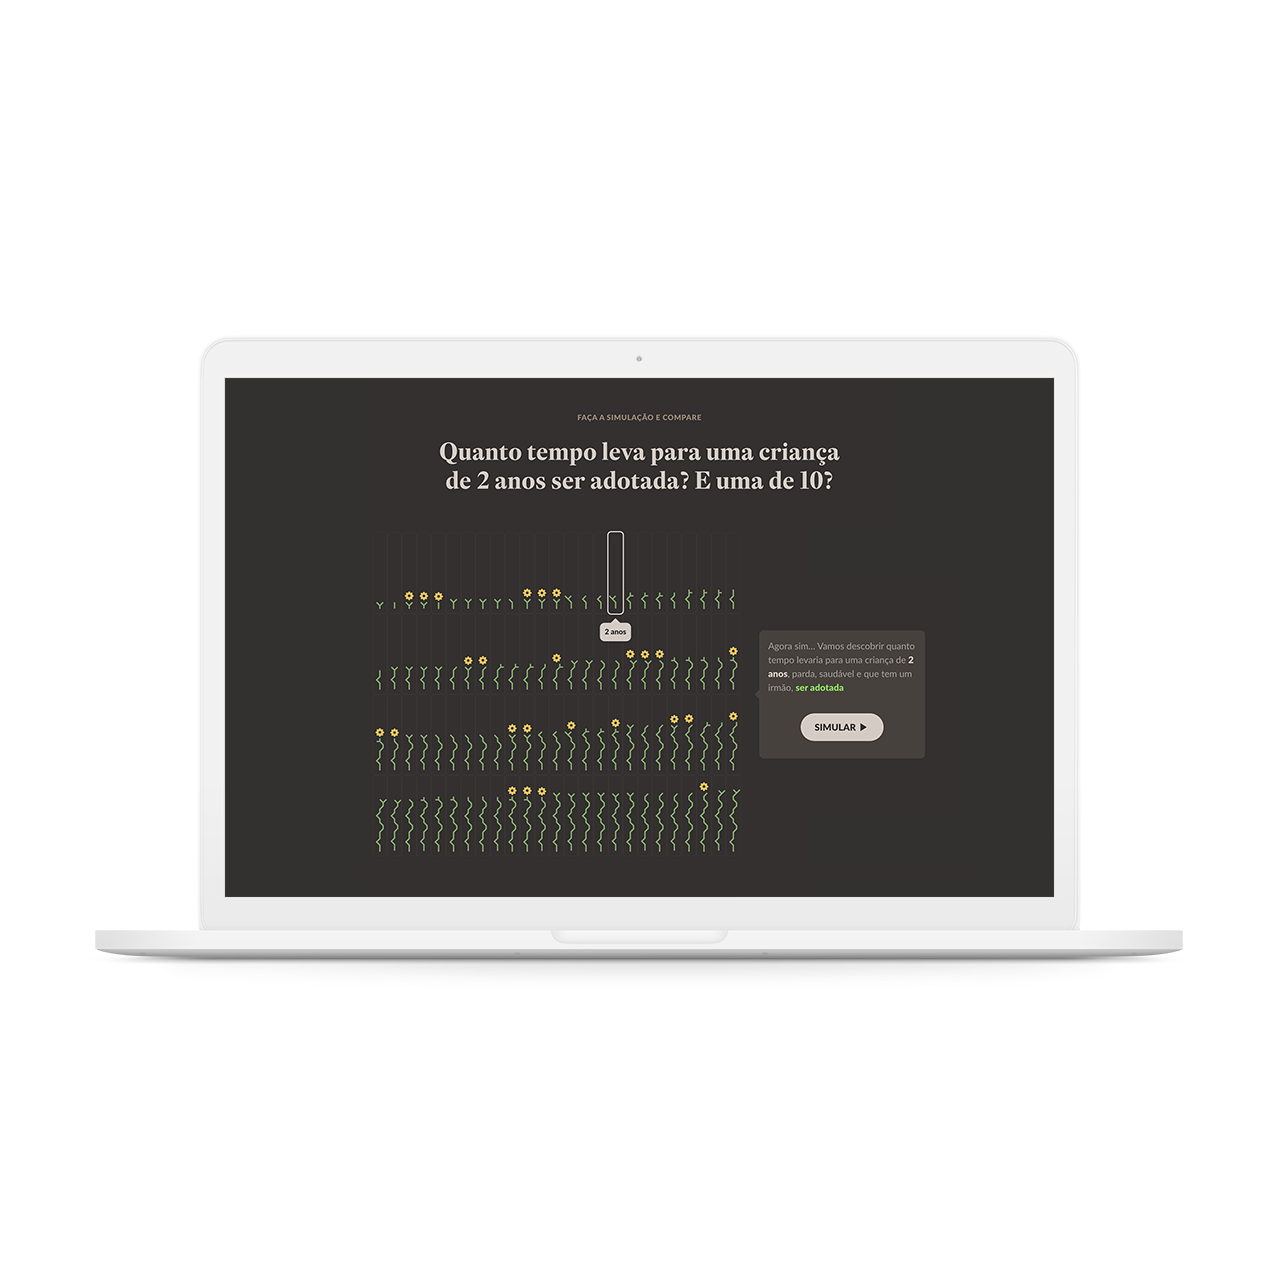 FAÇA A SIMULAÇÃO E COMPARE
Quanto tempo leva para uma criança
de 2 anos ser adotada? E uma de 10?
2 anos
Agora sim... Vamos descobrir quanto
tempo levaria para uma criança de 2
anos, parda, saudável e que tem um
irmão, ser adotada
SIMULAR